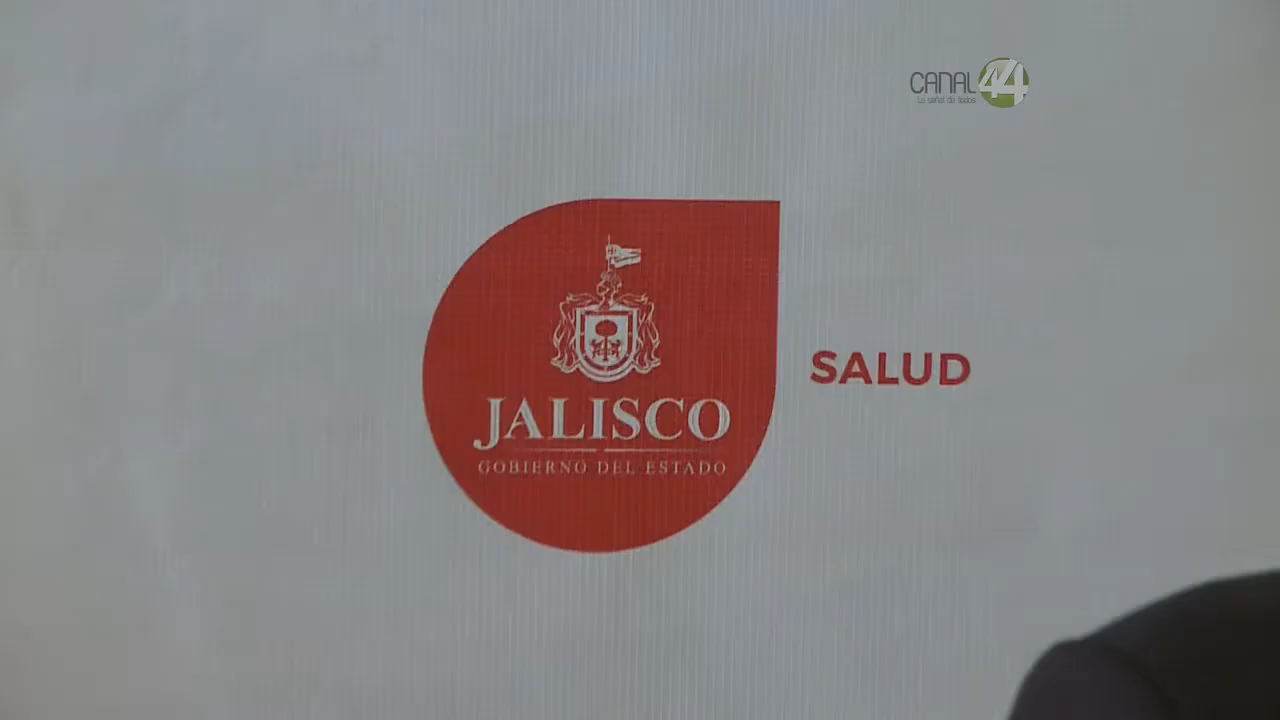 CANAL 44
La señal de todos
JALISCO
GOBIERNO DEL ESTADO
SALUD